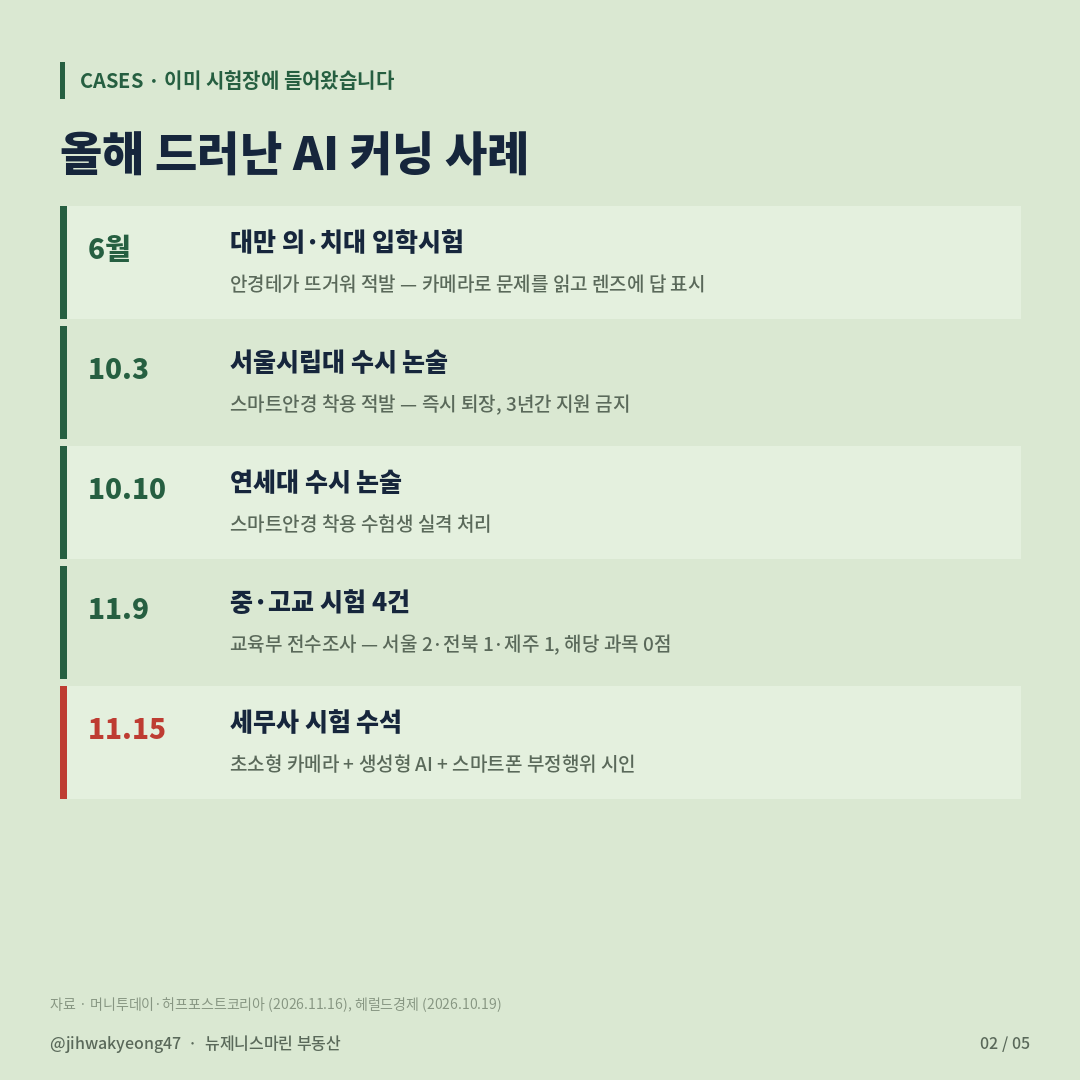 CASES · 이미 시험장에 들어왔습니다
올해 드러난 AI 커닝 사례
6월
대만 의·치대 입학시험
안경테가 뜨거워 적발 — 카메라로 문제를 읽고 렌즈에 답 표시
10.3
서울시립대 수시 논술
스마트안경 착용 적발 — 즉시 퇴장, 3년간 지원 금지
10.10
연세대 수시 논술
스마트안경 착용 수험생 실격 처리
11.9
중·고교 시험 4건
교육부 전수조사 — 서울 2·전북 1·제주 1, 해당 과목 0점
11.15
세무사 시험 수석
초소형 카메라 + 생성형 AI + 스마트폰 부정행위 시인
자료 · 머니투데이·허프포스트코리아 (2026.11.16), 헤럴드경제 (2026.10.19)
@jihwakyeong47 · 뉴제니스마린 부동산
02 / 05